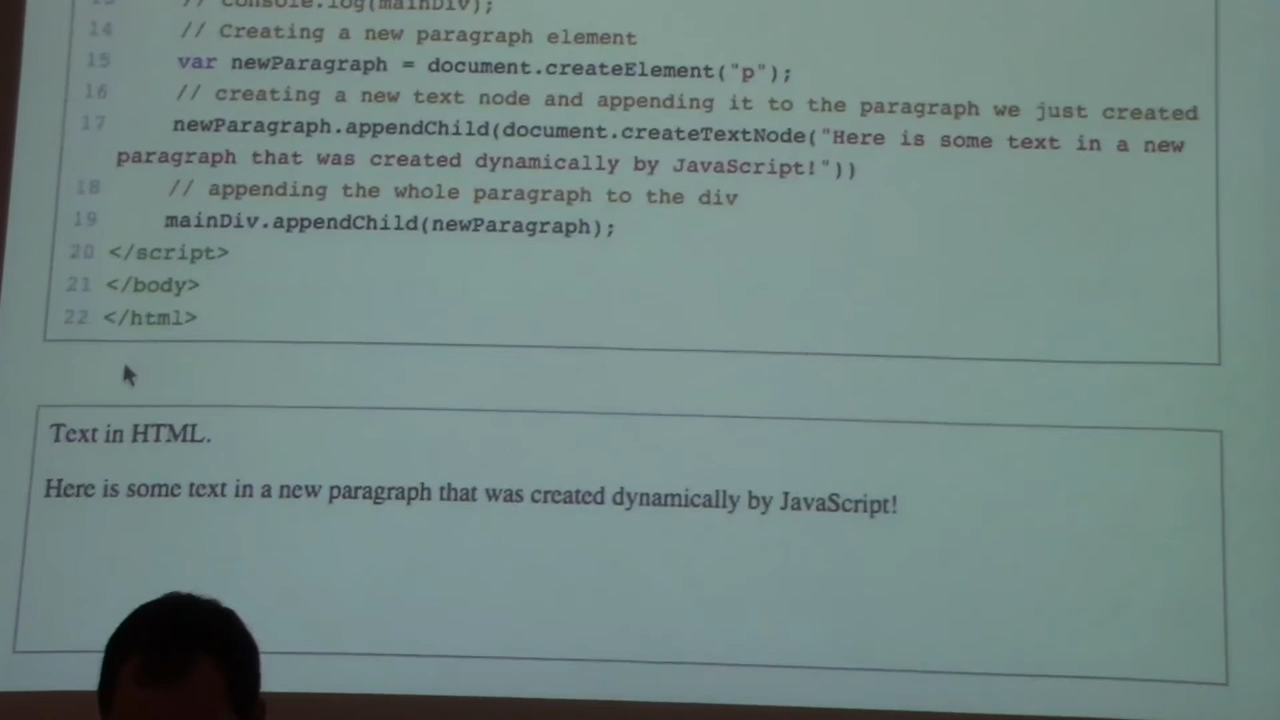 13 // console.log(mainDiv);
14 // Creating a new paragraph element
15 var newParagraph = document.createElement("p");
16 // creating a new text node and appending it to the paragraph we just created
17 newParagraph.appendChild(document.createTextNode("Here is some text in a new
paragraph that was created dynamically by JavaScript!"))
18 // appending the whole paragraph to the div
19 mainDiv.appendChild(newParagraph);
20 </script>
21 </body>
22 </html>
Text in HTML.
Here is some text in a new paragraph that was created dynamically by JavaScript!